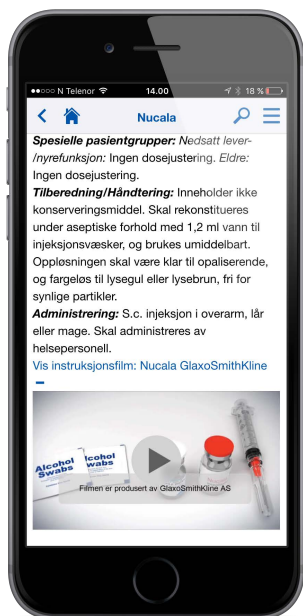 N Telenor 14.00 18 %
Nucala
Spesielle pasientgrupper: Nedsatt lever-
/nyrefunksjon: Ingen dosejustering. Eldre:
Ingen dosejustering.
Tilberedning/Håndtering: Inneholder ikke
konserveringsmiddel. Skal rekonstitueres
under aseptiske forhold med 1,2 ml vann til
injeksjonsvæsker, og brukes umiddelbart.
Oppløsningen skal være klar til opaliserende,
og fargeløs til lysegul eller lysebrun, fri for
synlige partikler.
Administrering: S.c. injeksjon i overarm, lår
eller mage. Skal administreres av
helsepersonell.
Vis instruksjonsfilm: Nucala GlaxoSmithKline
Alcohol
Swabs
lcohol
wabs
Filmen er produsert av GlaxoSmithKline AS